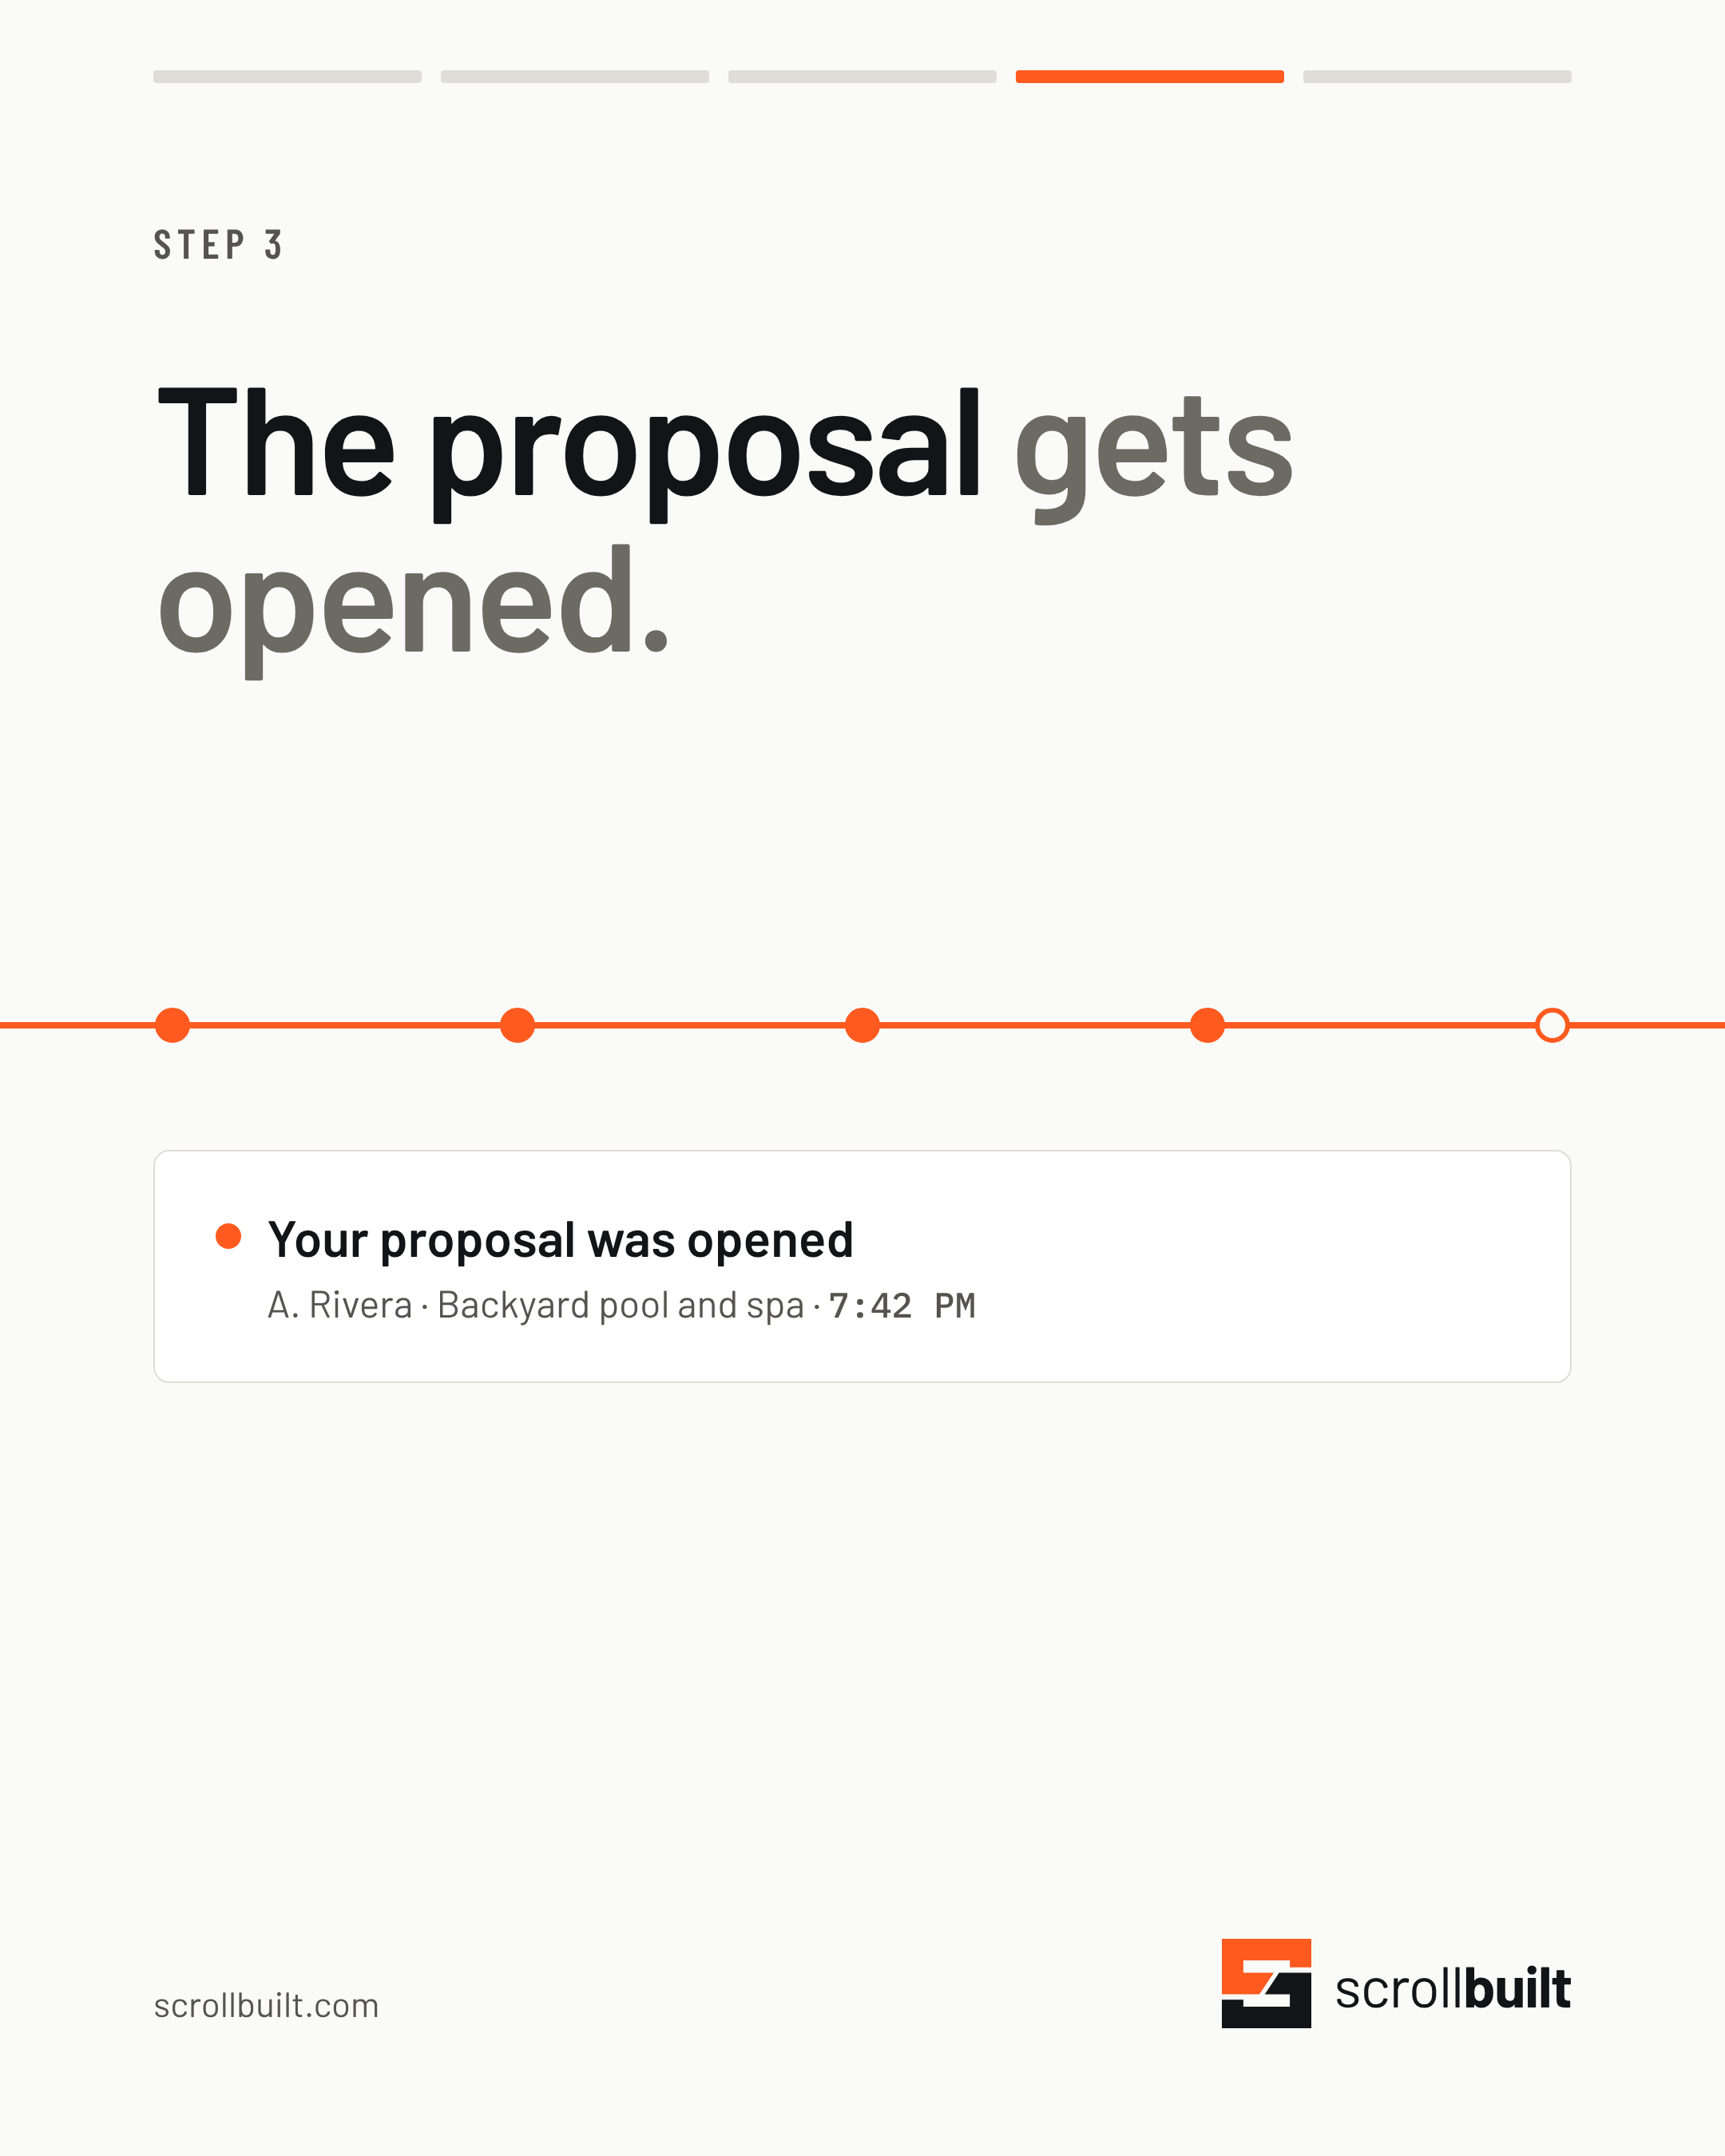 STEP 3
The proposal gets
opened.
Your proposal was opened
A. Rivera · Backyard pool and spa · 7:42 PM
scrollbuilt.com
scrollbuilt